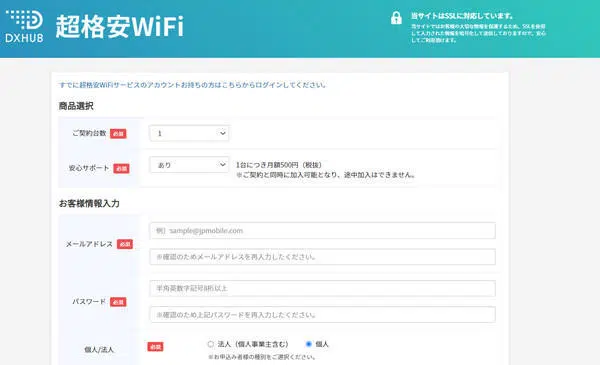 DXHUB
超格安WiFi
当サイトはSSLに対応しています。
当サイトではお客様の大切な情報を保護するため、SSLを使用
して入力された情報を暗号化して送信しておりますので、安心
してご利用頂けます。
すでに超格安WiFiサービスのアカウントお持ちの方はこちらからログインしてください。
商品選択
ご契約台数 必須 1
安心サポート 必須 あり 1台につき月額500円（税抜）
※ご契約と同時に加入可能となり、途中加入はできません。
お客様情報入力
例）sample@jpmobile.com
メールアドレス 必須
※確認のためメールアドレスを再入力したください。
半角英数字記号8桁以上
パスワード 必須
※確認のため上記パスワードを再入力したください。
個人/法人 必須 法人（個人事業主含む） 個人
※お申込み者様の種別をご選択ください。